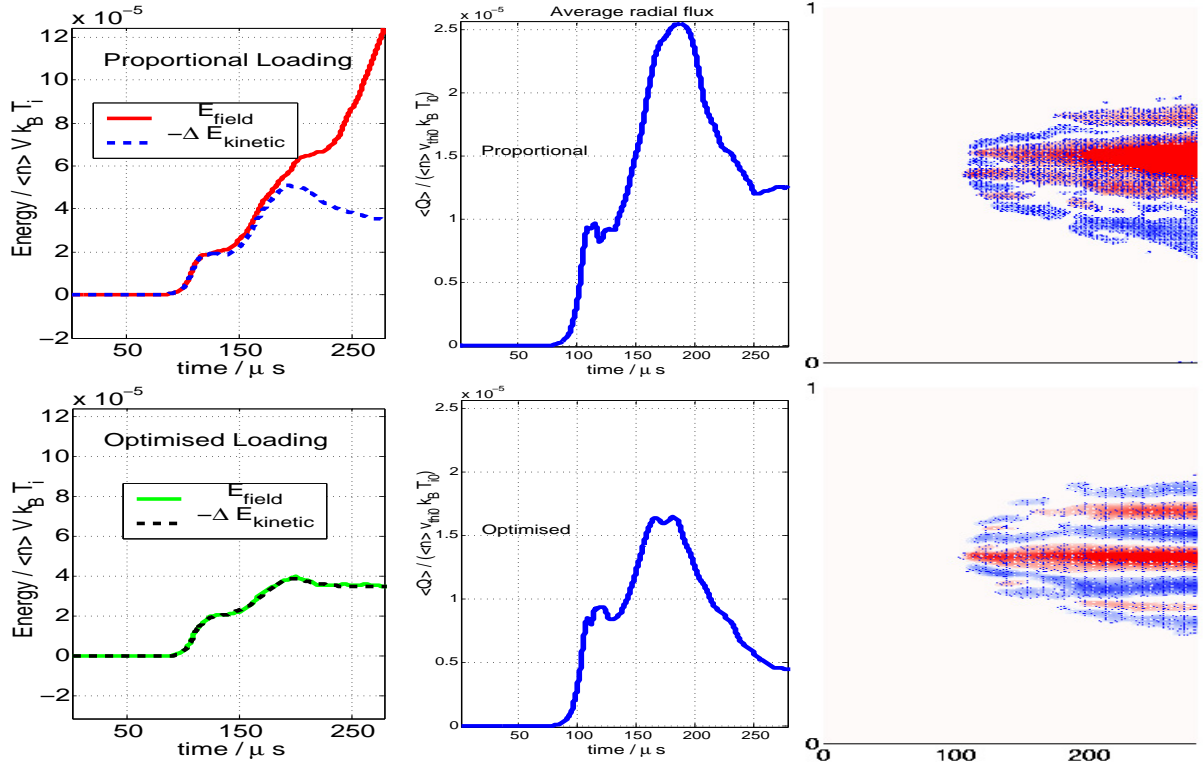 x 10⁻⁵
12
10
8
6
4
2
0
−2
Energy / <n> V k_B T_i
Proportional Loading
E_field
−Δ E_kinetic
50
150
250
time / μ s
Average radial flux
x 10⁻⁵
2.5
2
1.5
1
0.5
0
<Q> / (<n> v_thi0 k_B T_i0)
Proportional
50
100
150
200
250
time / μ s
1
0
x 10⁻⁵
12
10
8
6
4
2
0
−2
Energy / <n> V k_B T_i
Optimised Loading
E_field
−Δ E_kinetic
50
150
250
time / μ s
x 10⁻⁵
2.5
2
1.5
1
0.5
0
<Q> / (<n> v_thi0 k_B T_i0)
Optimised
50
100
150
200
250
time / μ s
1
0
0
100
200